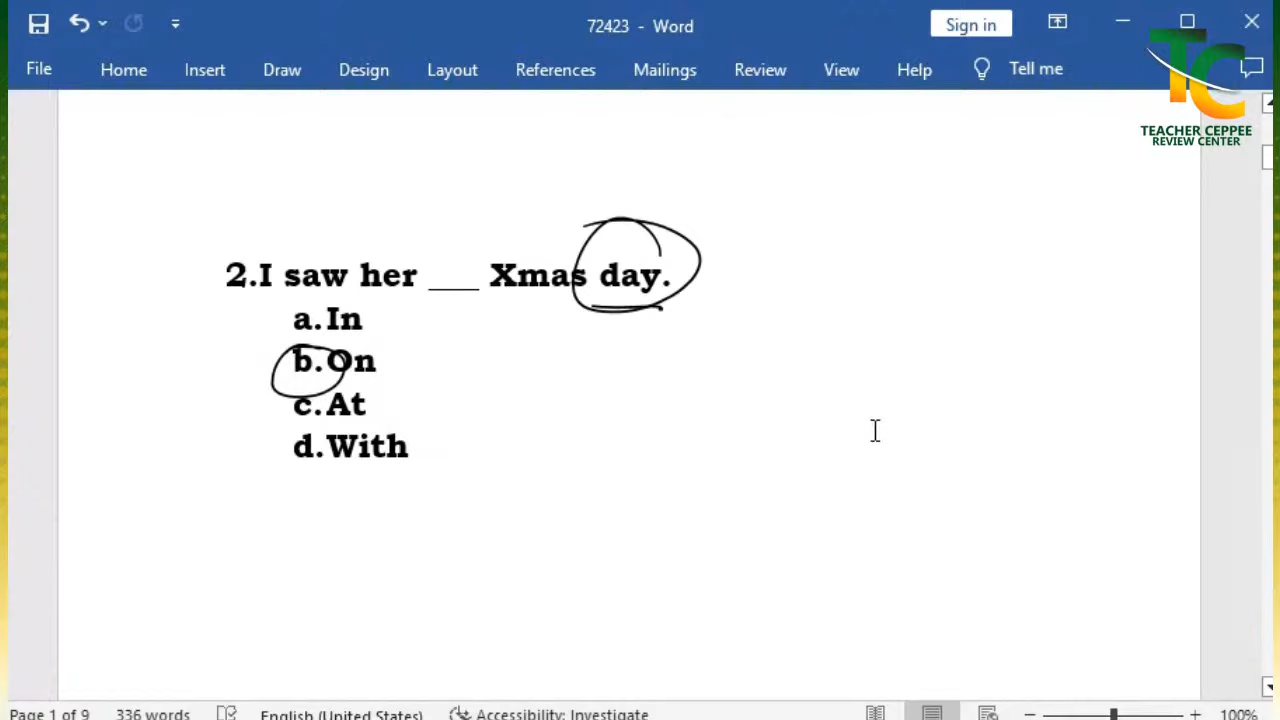 72423 - Word
Sign in
File Home Insert Draw Design Layout References Mailings Review View Help Tell me
TC
TEACHER CEPPEE
REVIEW CENTER
2.I saw her ___ Xmas day.
a.In
b.On
c.At
d.With
Page 1 of 9 336 words English (United States) Accessibility: Investigate 100%